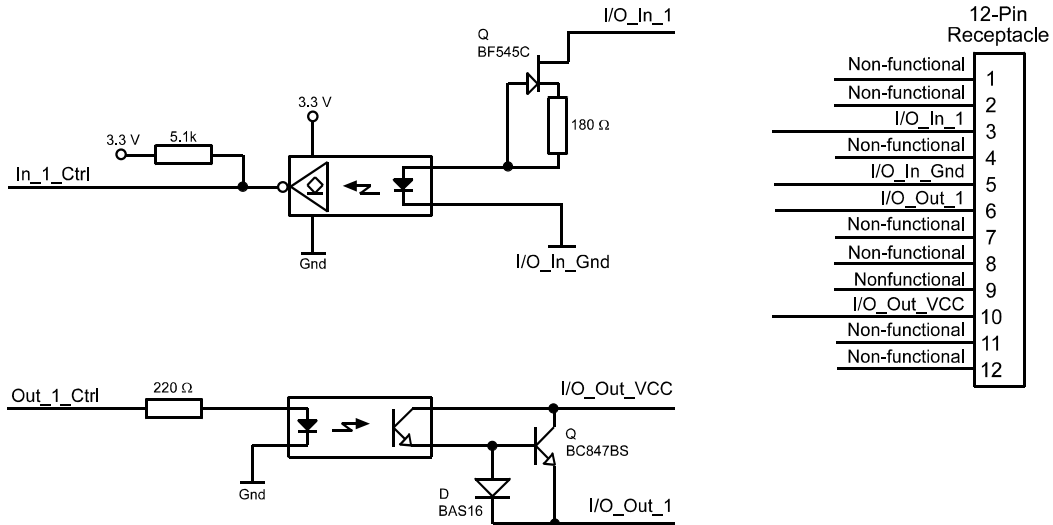 I/O_In_1
Q
BF545C
3.3 V
180 Ω
3.3 V
5.1k
In_1_Ctrl
Gnd
I/O_In_Gnd
Out_1_Ctrl
220 Ω
I/O_Out_VCC
Q
BC847BS
Gnd
D
BAS16
I/O_Out_1
12-Pin
Receptacle
Non-functional
1
Non-functional
2
I/O_In_1
3
Non-functional
4
I/O_In_Gnd
5
I/O_Out_1
6
Non-functional
7
Non-functional
8
Nonfunctional
9
I/O_Out_VCC
10
Non-functional
11
Non-functional
12